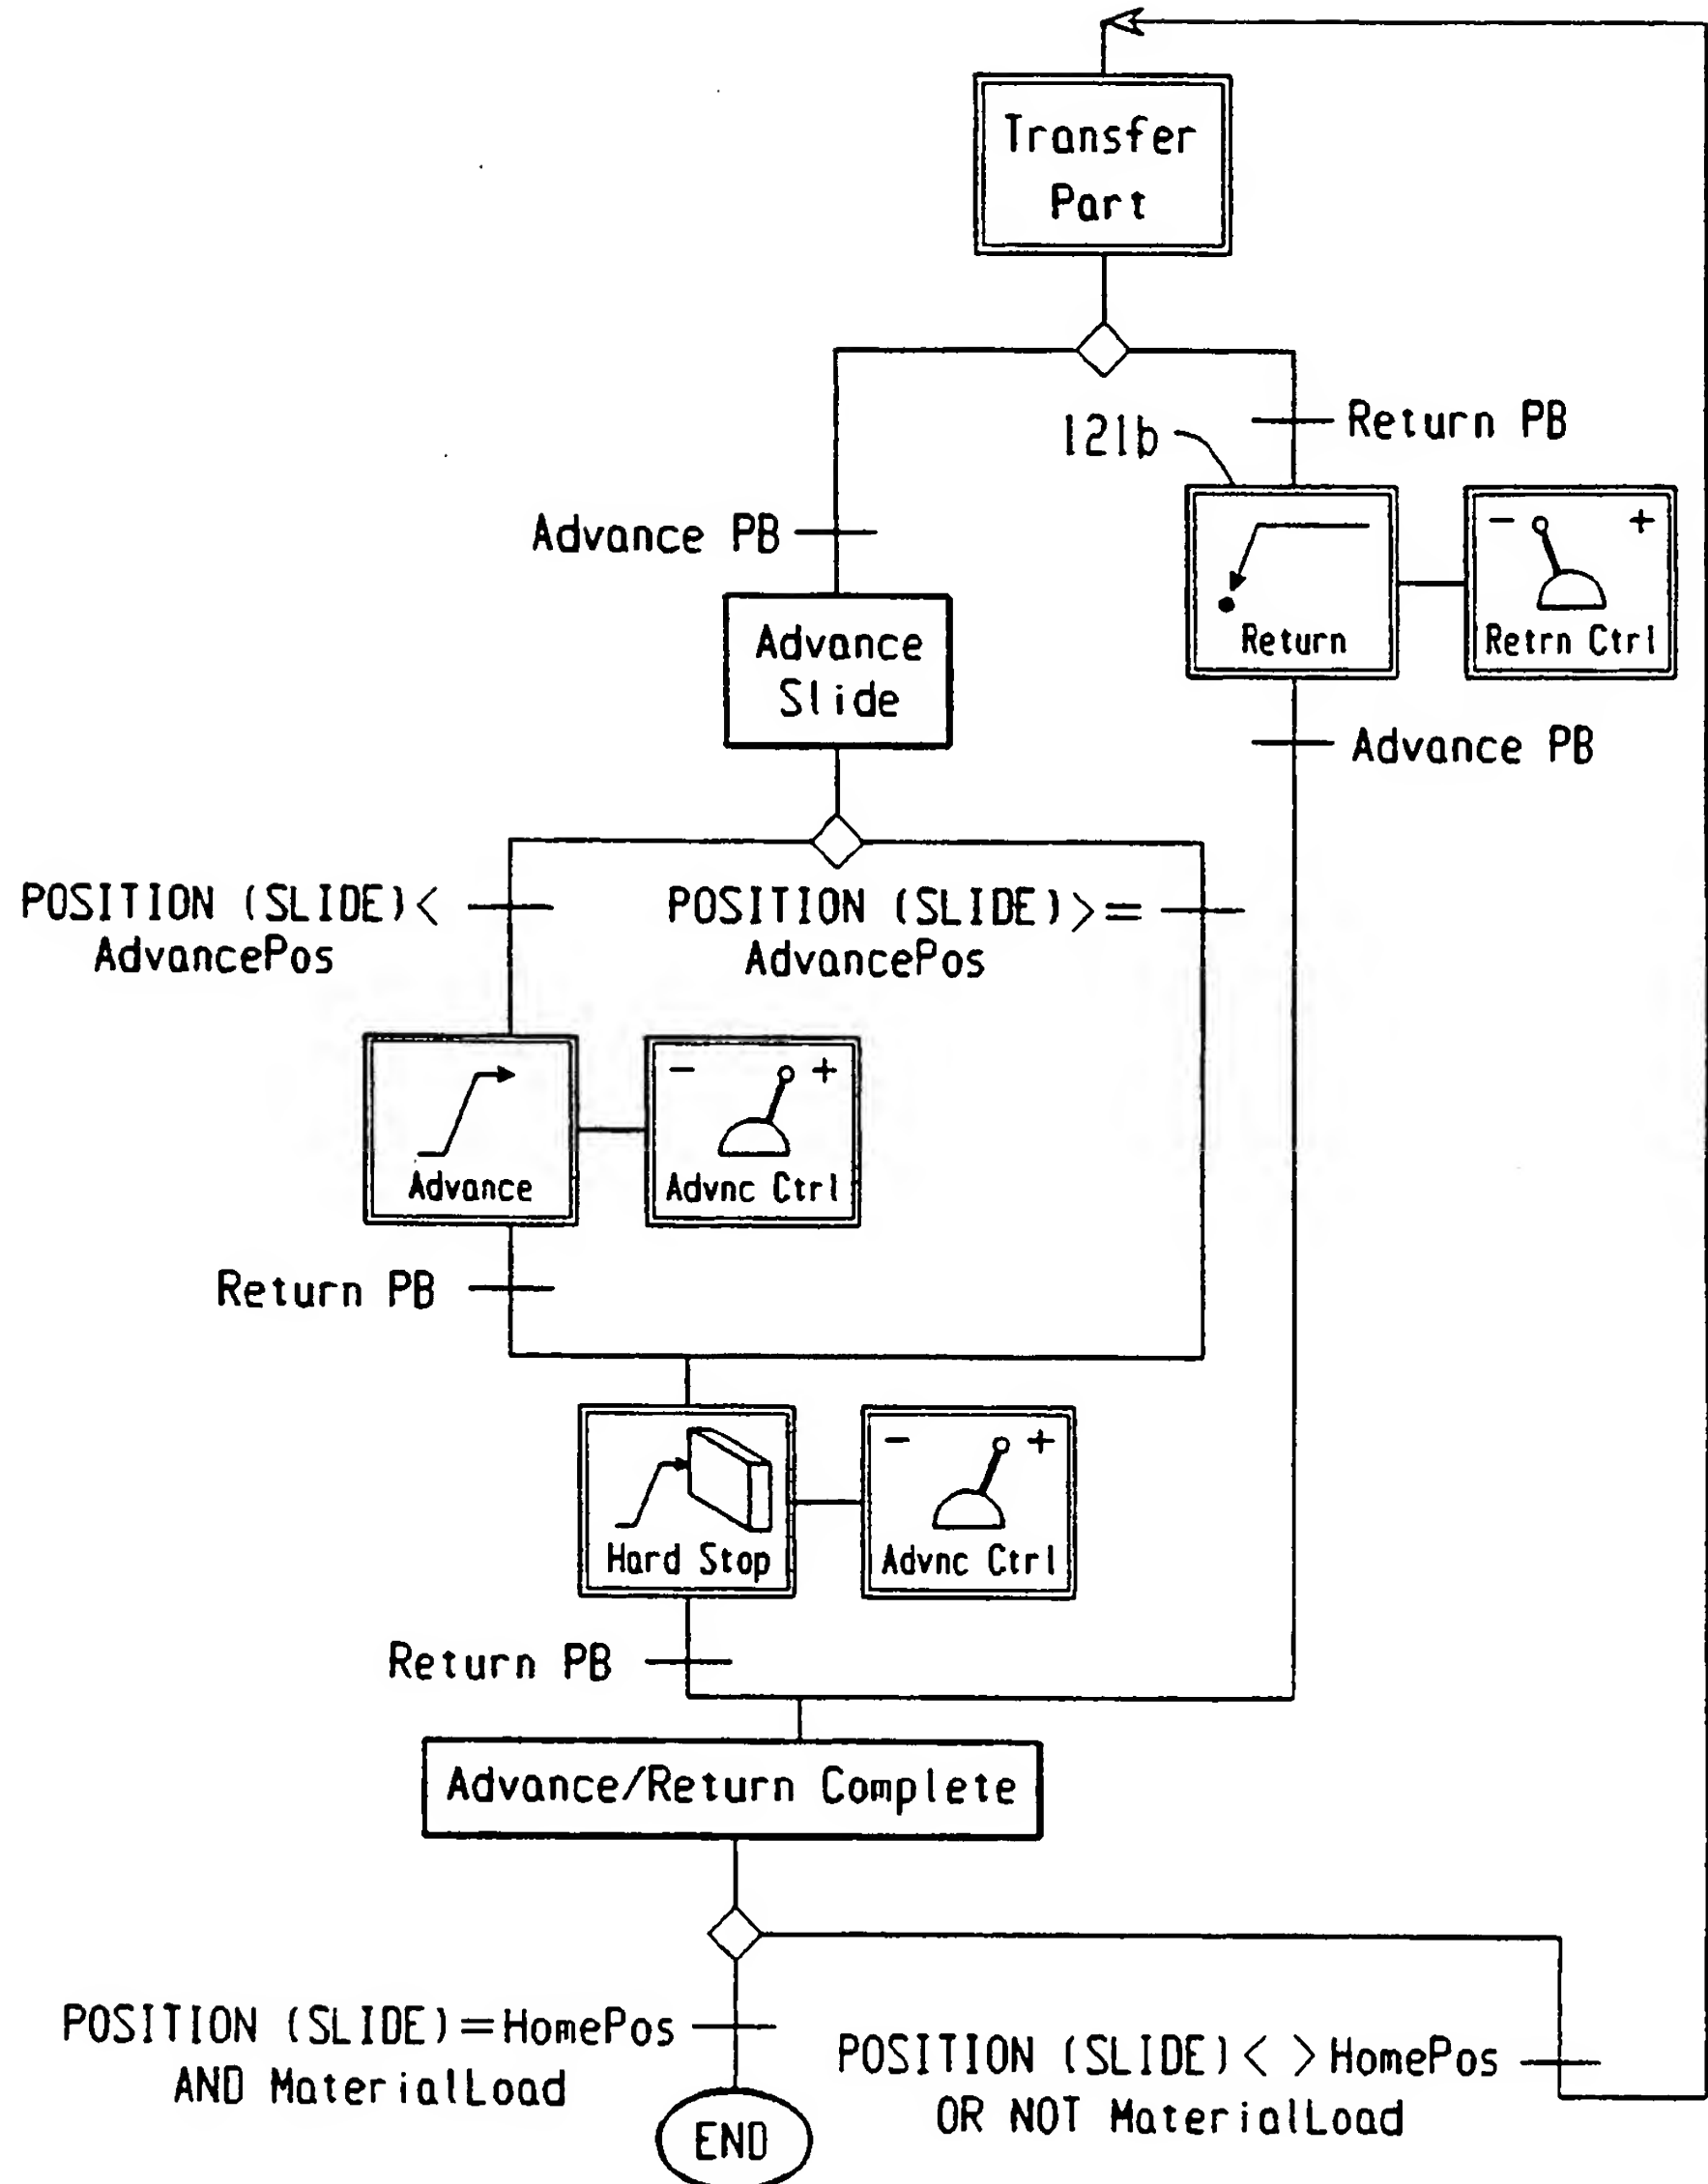 Transfer
Part
121b
Return PB
Advance PB
- +
Return
Retrn Ctrl
Advance
Slide
Advance PB
POSITION (SLIDE)<
AdvancePos
POSITION (SLIDE)>=
AdvancePos
- +
Advance
Advnc Ctrl
Return PB
- +
Hard Stop
Advnc Ctrl
Return PB
Advance/Return Complete
POSITION (SLIDE)=HomePos
AND MaterialLoad
POSITION (SLIDE)< >HomePos
OR NOT MaterialLoad
END